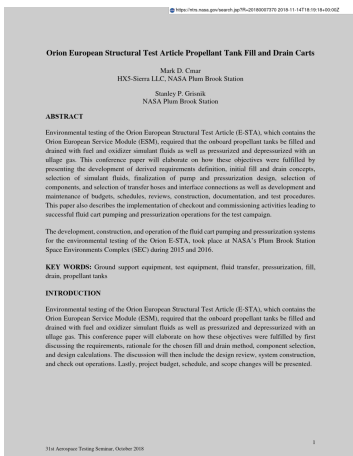 https://ntrs.nasa.gov/search.jsp?R=20180007370 2018-11-14T18:19:16+00:00Z
Orion European Structural Test Article Propellant Tank Fill and Drain Carts
Mark D. Cmar
HX5-Sierra LLC, NASA Plum Brook Station
Stanley P. Grisnik
NASA Plum Brook Station
ABSTRACT
Environmental testing of the Orion European Structural Test Article (E-STA), which contains the
Orion European Service Module (ESM), required that the onboard propellant tanks be filled and
drained with fuel and oxidizer simulant fluids as well as pressurized and depressurized with an
ullage gas. This conference paper will elaborate on how these objectives were fulfilled by
presenting the development of derived requirements definition, initial fill and drain concepts,
selection of simulant fluids, finalization of pump and pressurization design, selection of
components, and selection of transfer hoses and interface connections as well as development and
maintenance of budgets, schedules, reviews, construction, documentation, and test procedures.
This paper also describes the implementation of checkout and commissioning activities leading to
successful fluid cart pumping and pressurization operations for the test campaign.
The development, construction, and operation of the fluid cart pumping and pressurization systems
for the environmental testing of the Orion E-STA, took place at NASA's Plum Brook Station
Space Environments Complex (SEC) during 2015 and 2016.
KEY WORDS: Ground support equipment, test equipment, fluid transfer, pressurization, fill,
drain, propellant tanks
INTRODUCTION
Environmental testing of the Orion European Structural Test Article (E-STA), which contains the
Orion European Service Module (ESM), required that the onboard propellant tanks be filled and
drained with fuel and oxidizer simulant fluids as well as pressurized and depressurized with an
ullage gas. This conference paper will elaborate on how these objectives were fulfilled by first
discussing the requirements, rationale for the chosen fill and drain method, component selection,
and design calculations. The discussion will then include the design review, system construction,
and check out operations. Lastly, project budget, schedule, and scope changes will be presented.
1
31st Aerospace Testing Seminar, October 2018